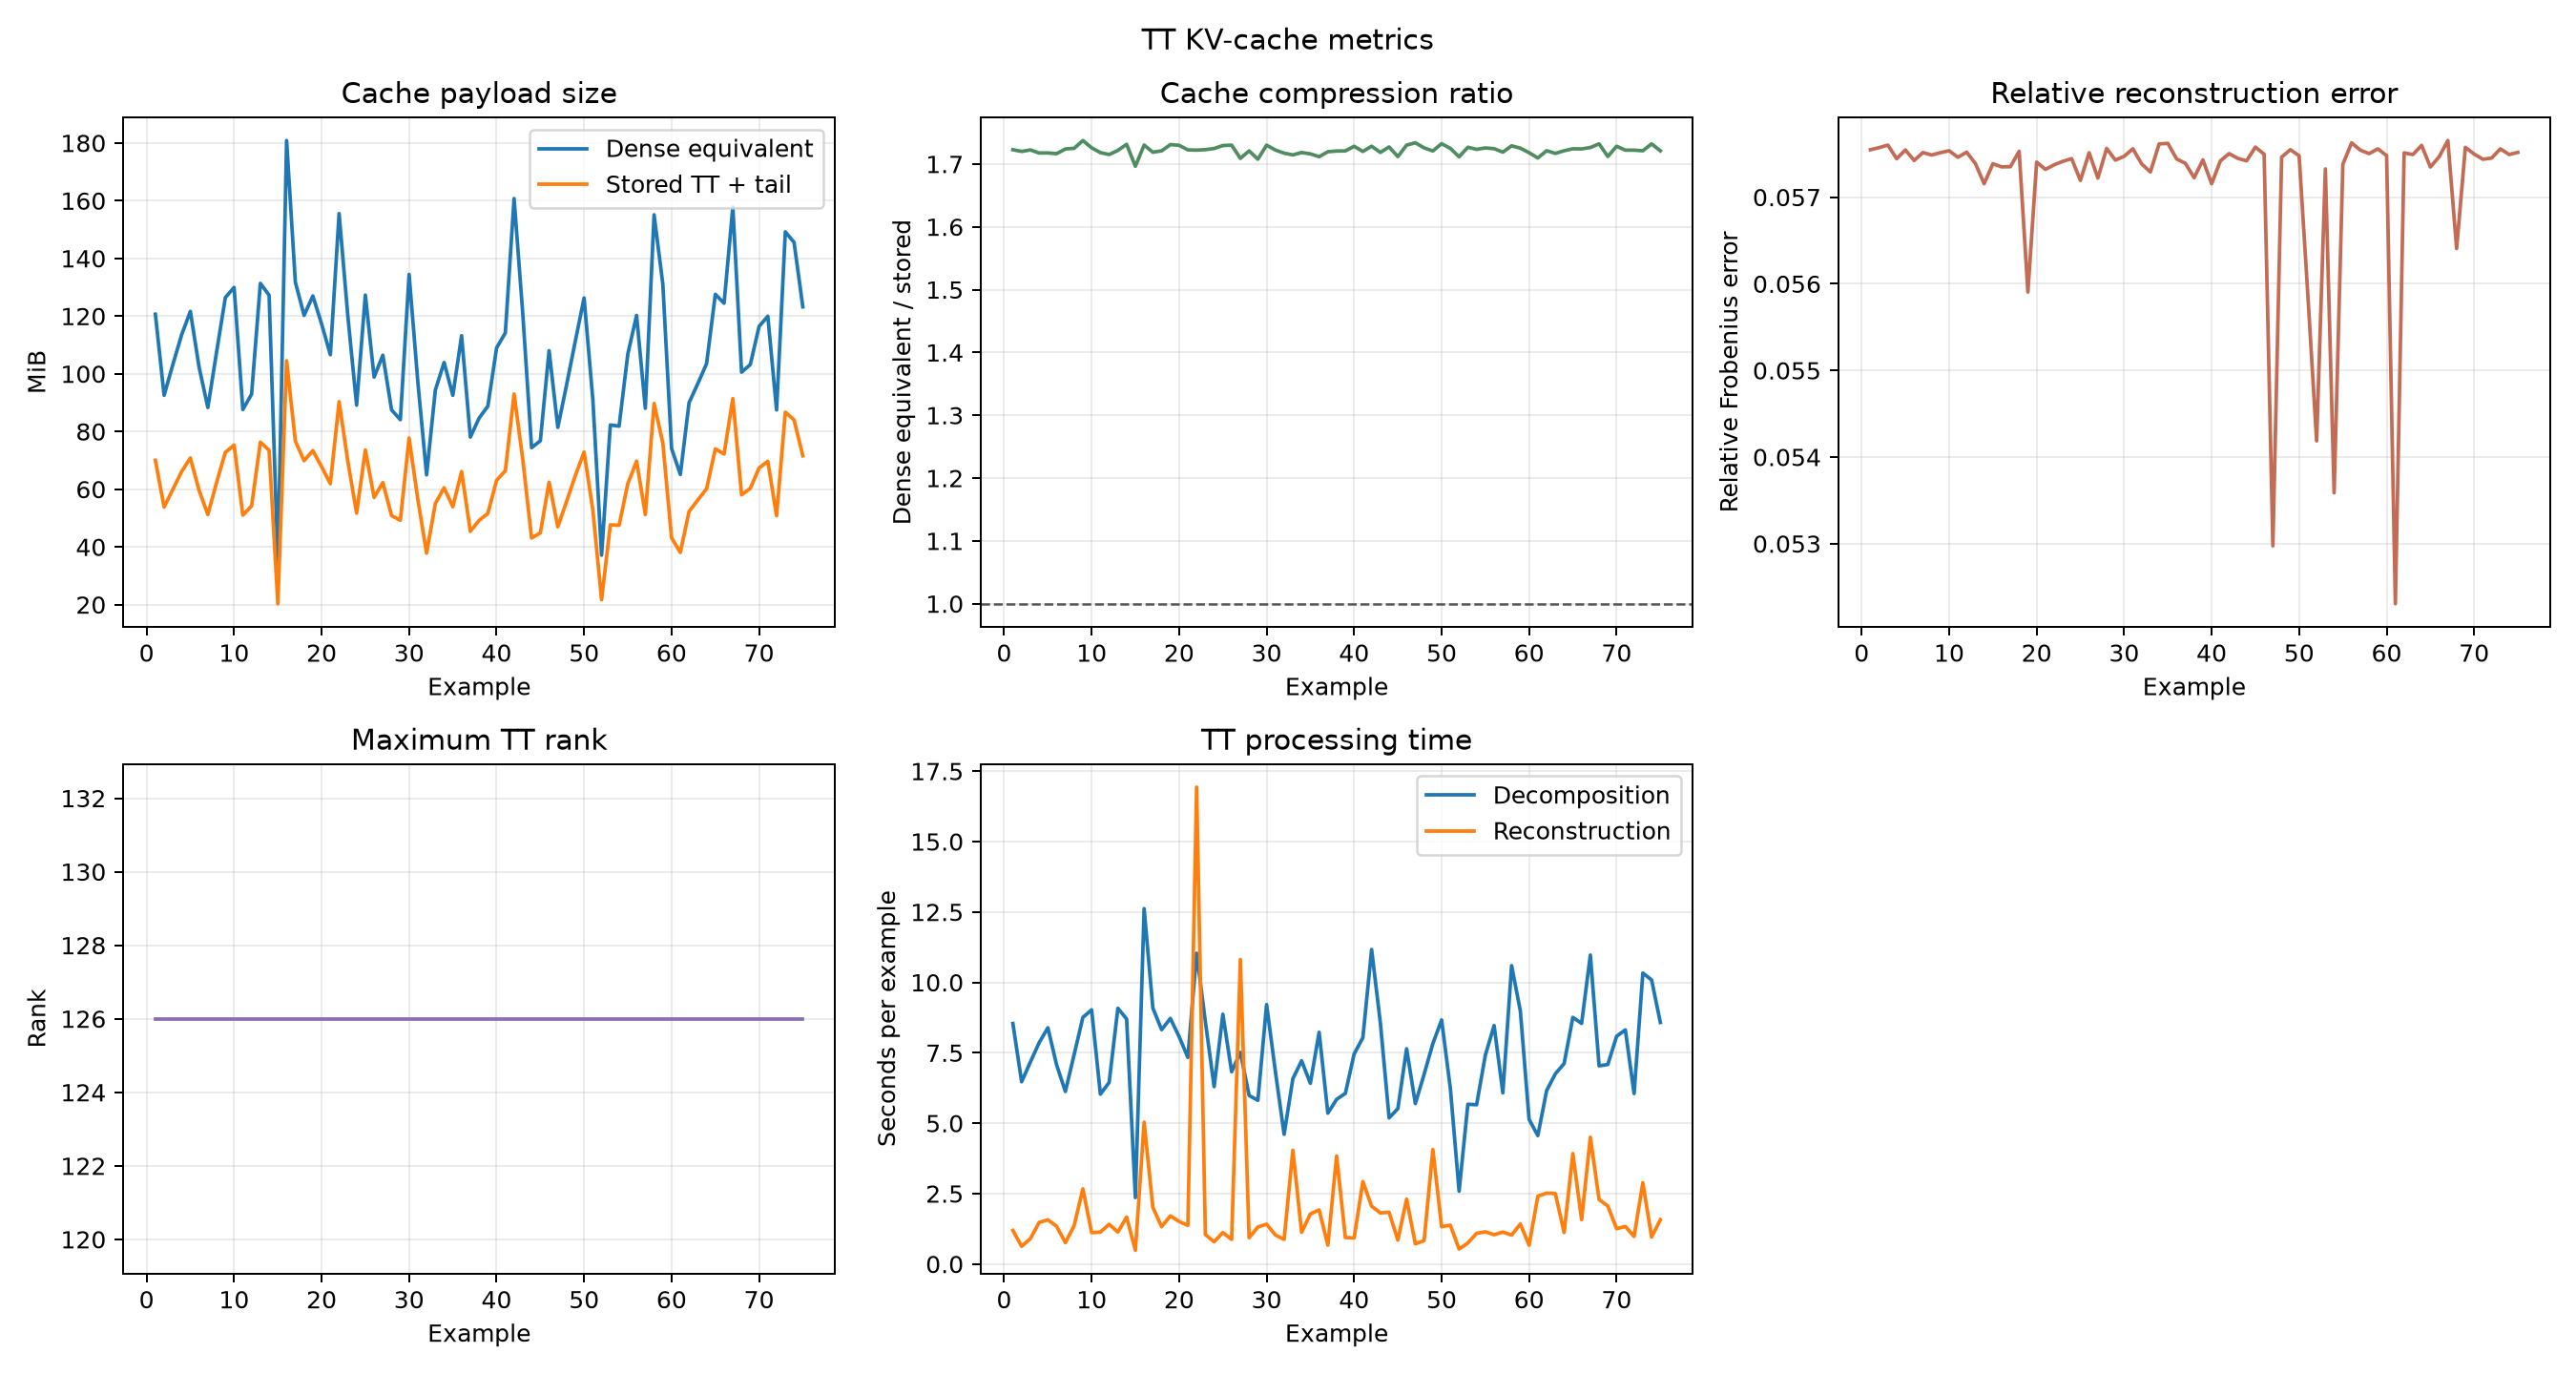 TT KV-cache metrics
Cache payload size
180
160
140
120
100
80
60
40
20
MiB
Dense equivalent
Stored TT + tail
0 10 20 30 40 50 60 70
Example
Cache compression ratio
1.7
1.6
1.5
1.4
1.3
1.2
1.1
1.0
Dense equivalent / stored
0 10 20 30 40 50 60 70
Example
Relative reconstruction error
0.057
0.056
0.055
0.054
0.053
Relative Frobenius error
0 10 20 30 40 50 60 70
Example
Maximum TT rank
132
130
128
126
124
122
120
Rank
0 10 20 30 40 50 60 70
Example
TT processing time
17.5
15.0
12.5
10.0
7.5
5.0
2.5
0.0
Seconds per example
Decomposition
Reconstruction
0 10 20 30 40 50 60 70
Example